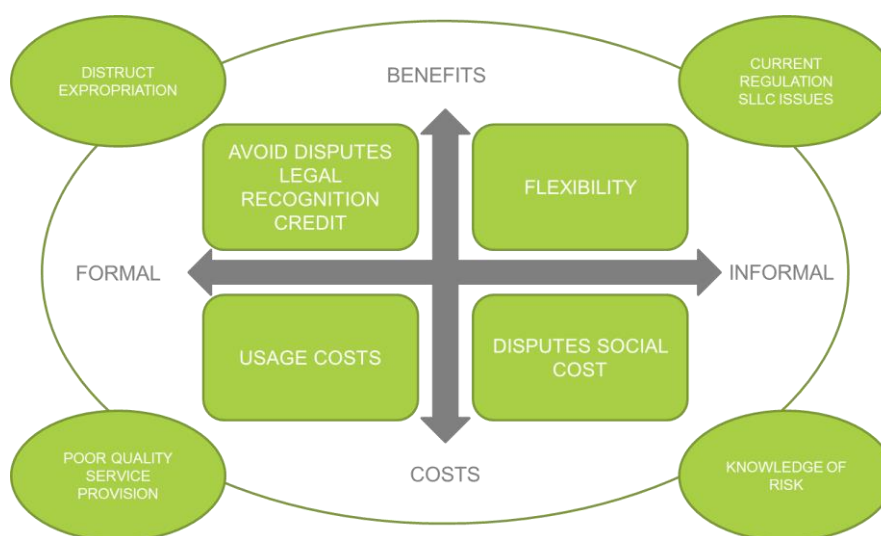 DISTRUCT
EXPROPRIATION
BENEFITS
CURRENT
REGULATION
SLLC ISSUES
AVOID DISPUTES
LEGAL
RECOGNITION
CREDIT
FLEXIBILITY
FORMAL
INFORMAL
USAGE COSTS
DISPUTES SOCIAL
COST
POOR QUALITY
SERVICE
PROVISION
COSTS
KNOWLEDGE OF
RISK